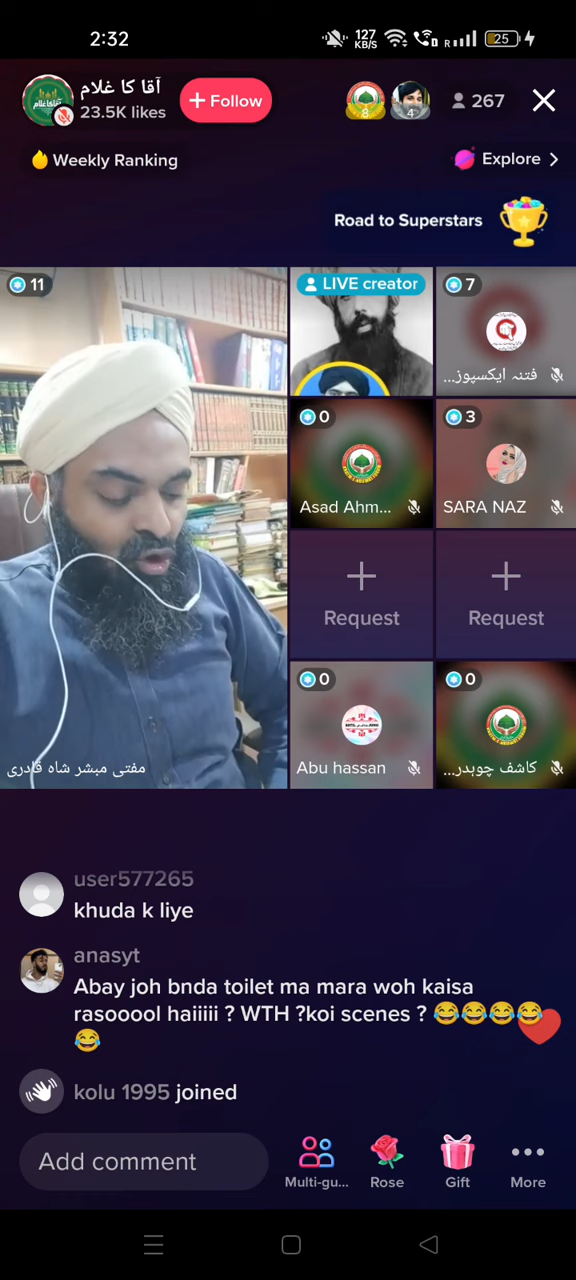 2:32
127
KB/S
R
25
آقا کا غلام
23.5K likes
+ Follow
8
4
267
Weekly Ranking
Explore
Road to Superstars
11
LIVE creator
7
فتنہ ایکسپوز...
0
Asad Ahm...
3
SARA NAZ
Request
Request
مفتی مبشر شاہ قادری
0
Abu hassan
0
کاشف چوہدر...
user577265
khuda k liye
anasyt
Abay joh bnda toilet ma mara woh kaisa
rasooool haiiiii ? WTH ?koi scenes ? 😂😂😂😂
😂
kolu 1995 joined
Add comment
Multi-gu...
Rose
Gift
More